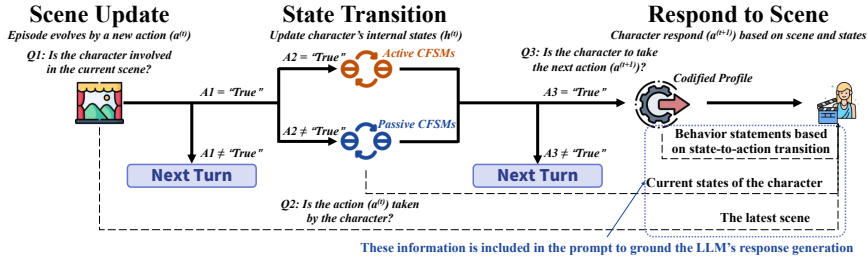 Scene Update
Episode evolves by a new action (a⁽ᵗ⁾)
Q1: Is the character involved
in the current scene?
A1 = “True”
A1 ≠ “True”
Next Turn
State Transition
Update character’s internal states (h⁽ᵗ⁾)
A2 = “True”
Active CFSMs
A2 ≠ “True”
Passive CFSMs
Q2: Is the action (a⁽ᵗ⁾) taken
by the character?
Q3: Is the character to take
the next action (a⁽ᵗ⁺¹⁾)?
A3 = “True”
A3 ≠ “True”
Next Turn
Respond to Scene
Character respond (a⁽ᵗ⁺¹⁾) based on scene and states
Codified Profile
Behavior statements based
on state-to-action transition
Current states of the character
The latest scene
These information is included in the prompt to ground the LLM’s response generation